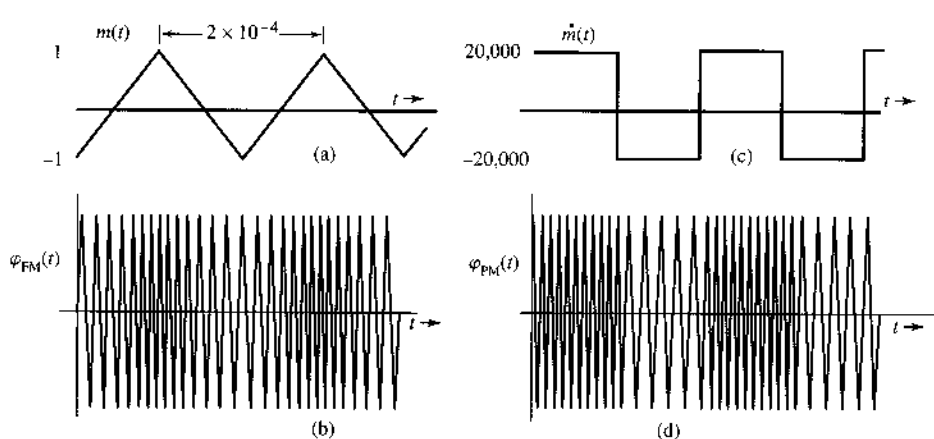 m(t)
2 × 10⁻⁴
1
t →
−1
(a)
φFM(t)
t →
(b)
20,000
ṁ(t)
t →
−20,000
(c)
φPM(t)
t →
(d)